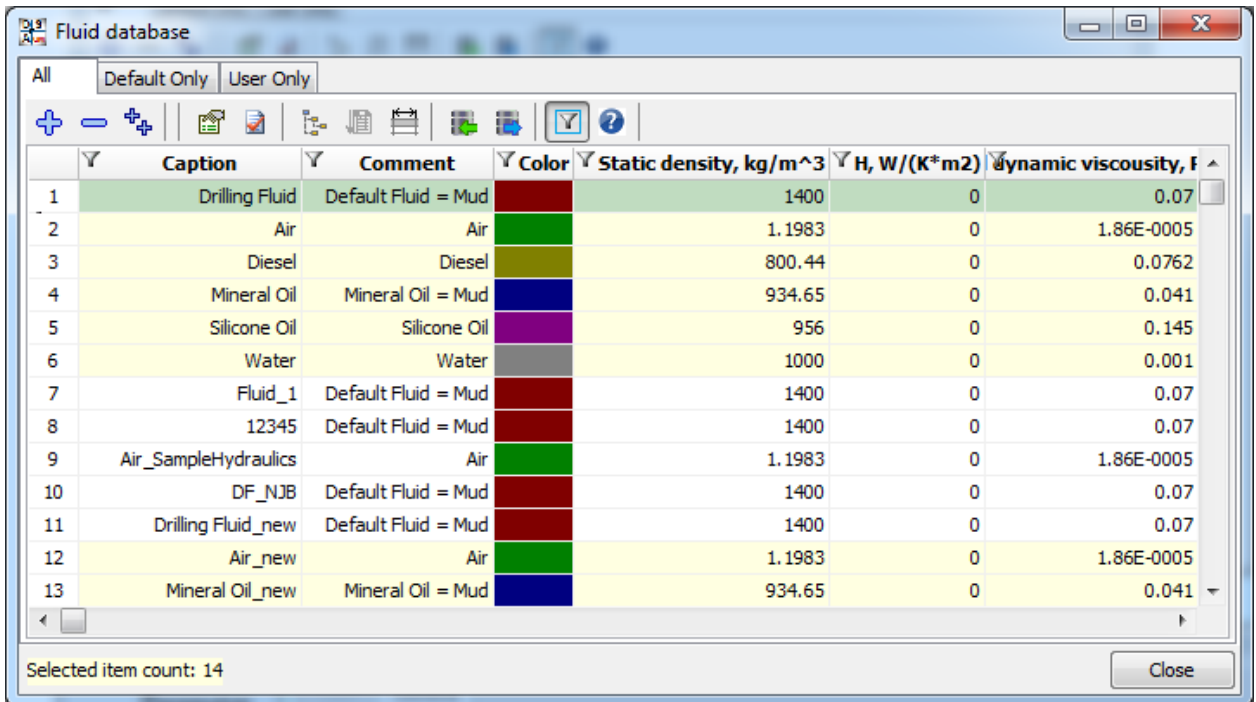 Fluid database
All Default Only User Only
Caption Comment Color Static density, kg/m^3 H, W/(K*m2) dynamic viscousity, P
1 Drilling Fluid Default Fluid = Mud 1400 0 0.07
2 Air Air 1.1983 0 1.86E-0005
3 Diesel Diesel 800.44 0 0.0762
4 Mineral Oil Mineral Oil = Mud 934.65 0 0.041
5 Silicone Oil Silicone Oil 956 0 0.145
6 Water Water 1000 0 0.001
7 Fluid_1 Default Fluid = Mud 1400 0 0.07
8 12345 Default Fluid = Mud 1400 0 0.07
9 Air_SampleHydraulics Air 1.1983 0 1.86E-0005
10 DF_NJB Default Fluid = Mud 1400 0 0.07
11 Drilling Fluid_new Default Fluid = Mud 1400 0 0.07
12 Air_new Air 1.1983 0 1.86E-0005
13 Mineral Oil_new Mineral Oil = Mud 934.65 0 0.041
Selected item count: 14 Close